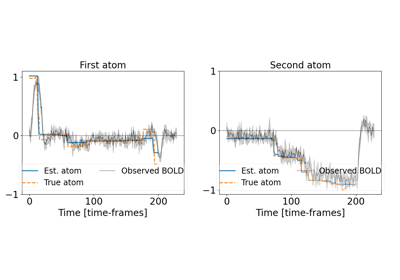 First atom
Second atom
1
0
−1
Est. atom
True atom
Observed BOLD
0
100
200
Time [time-frames]
1
0
−1
Est. atom
True atom
Observed BOLD
0
100
200
Time [time-frames]